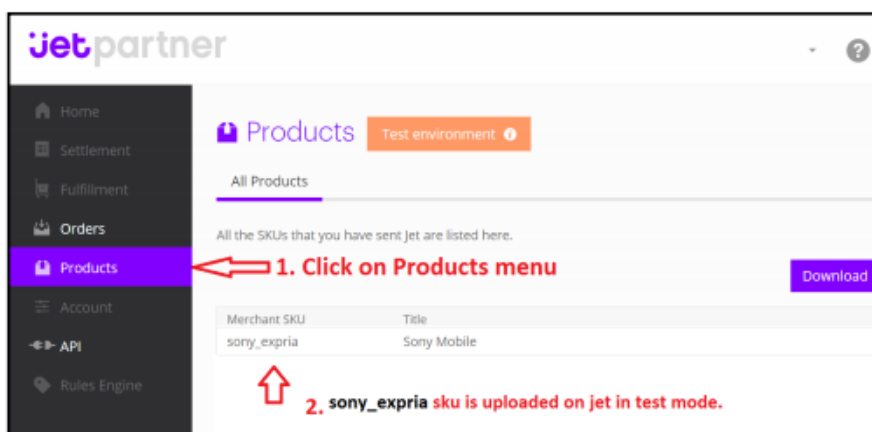 jetpartner
Home
Settlement
Fulfillment
Orders
Products
Account
API
Rules Engine
Products
Test environment
All Products
All the SKUs that you have sent Jet are listed here.
1. Click on Products menu
Download
Merchant SKU Title
sony_expria Sony Mobile
2. sony_expria sku is uploaded on jet in test mode.